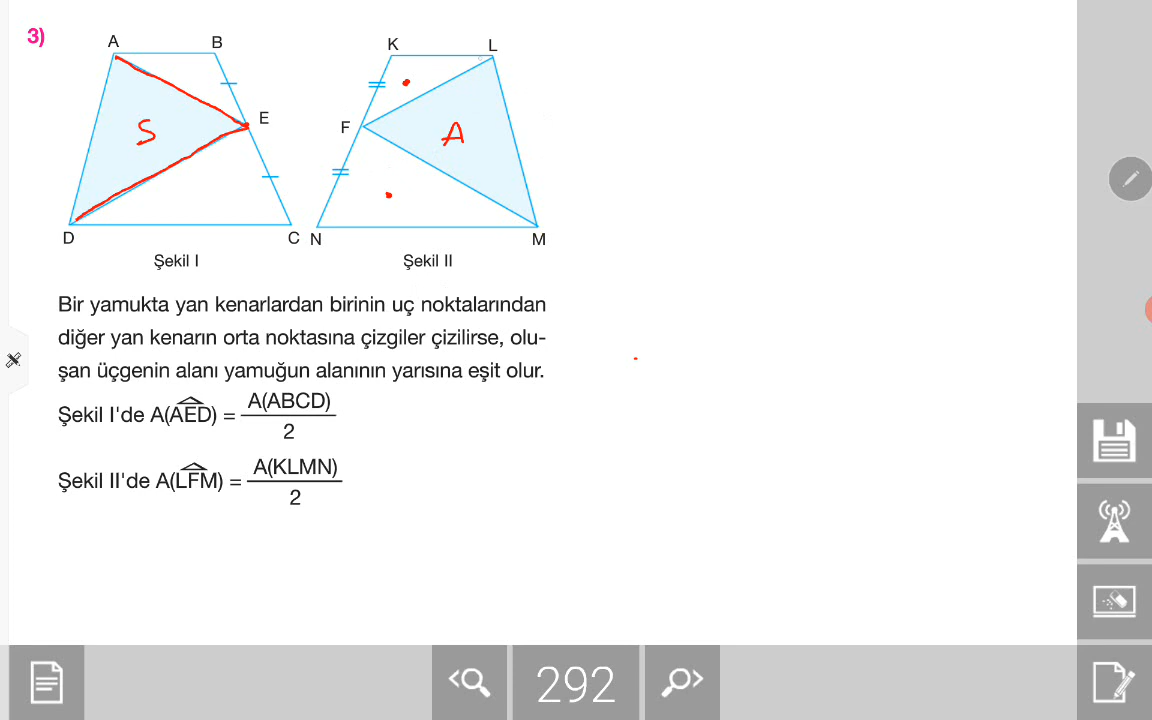 3)
A B K L
E F
S A
D C N M
Şekil I Şekil II
Bir yamukta yan kenarlardan birinin uç noktalarından
diğer yan kenarın orta noktasına çizgiler çizilirse, olu-
şan üçgenin alanı yamuğun alanının yarısına eşit olur.
Şekil I'de A(AED) = A(ABCD) / 2
Şekil II'de A(LFM) = A(KLMN) / 2
292